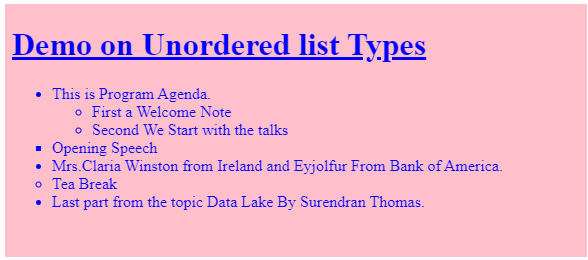 Demo on Unordered list Types
This is Program Agenda.
First a Welcome Note
Second We Start with the talks
Opening Speech
Mrs.Claria Winston from Ireland and Eyjolfur From Bank of America.
Tea Break
Last part from the topic Data Lake By Surendran Thomas.